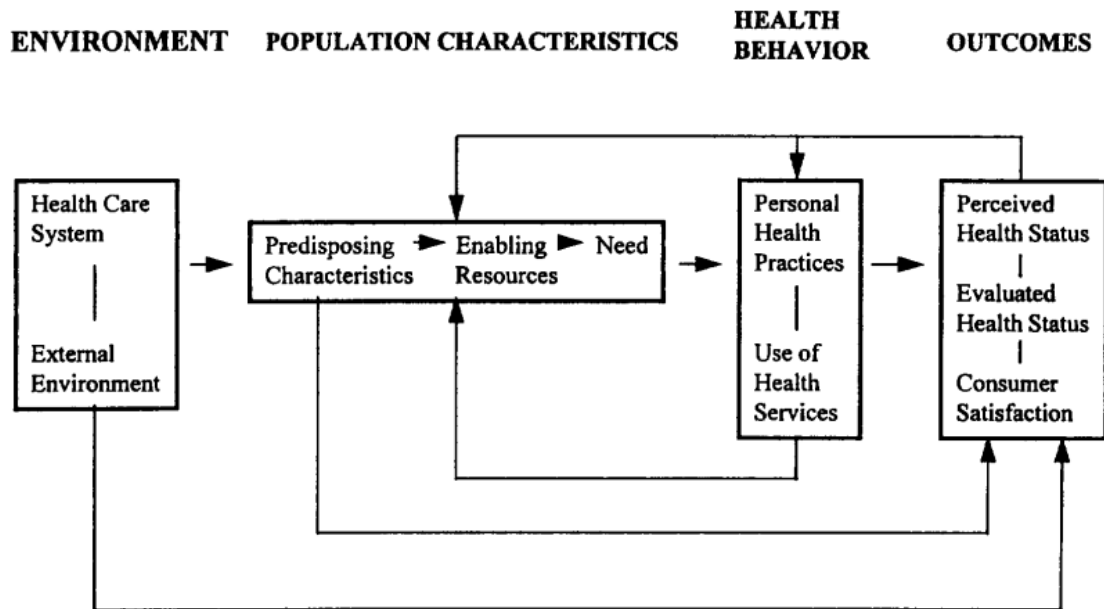 ENVIRONMENT
POPULATION CHARACTERISTICS
HEALTH
BEHAVIOR
OUTCOMES
Health Care
System
External
Environment
Predisposing
Characteristics
Enabling
Resources
Need
Personal
Health
Practices
Use of
Health
Services
Perceived
Health Status
Evaluated
Health Status
Consumer
Satisfaction